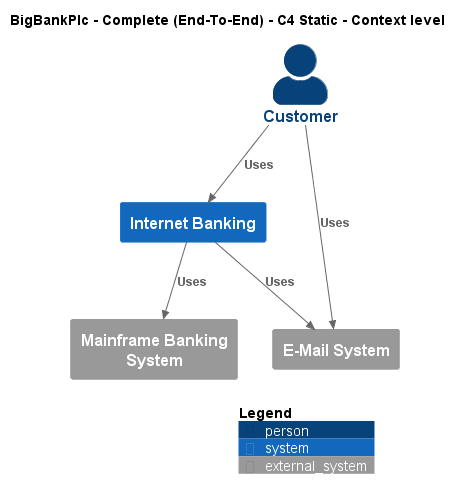 BigBankPlc - Complete (End-To-End) - C4 Static - Context level
Customer
Uses
Uses
Internet Banking
Uses
Uses
Mainframe Banking
System
E-Mail System
Legend
person
system
external_system